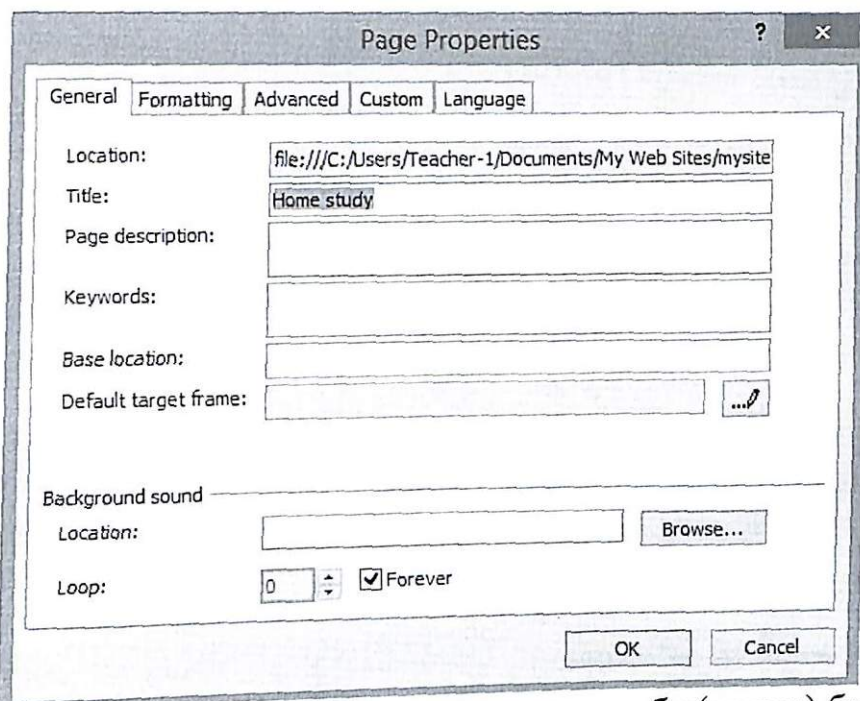 Page Properties ? ×
General Formatting Advanced Custom Language
Location: file:///C:/Users/Teacher-1/Documents/My Web Sites/mysite
Title: Home study
Page description:
Keywords:
Base location:
Default target frame: ...
Background sound
Location: Browse...
Loop: 0 Forever
OK Cancel